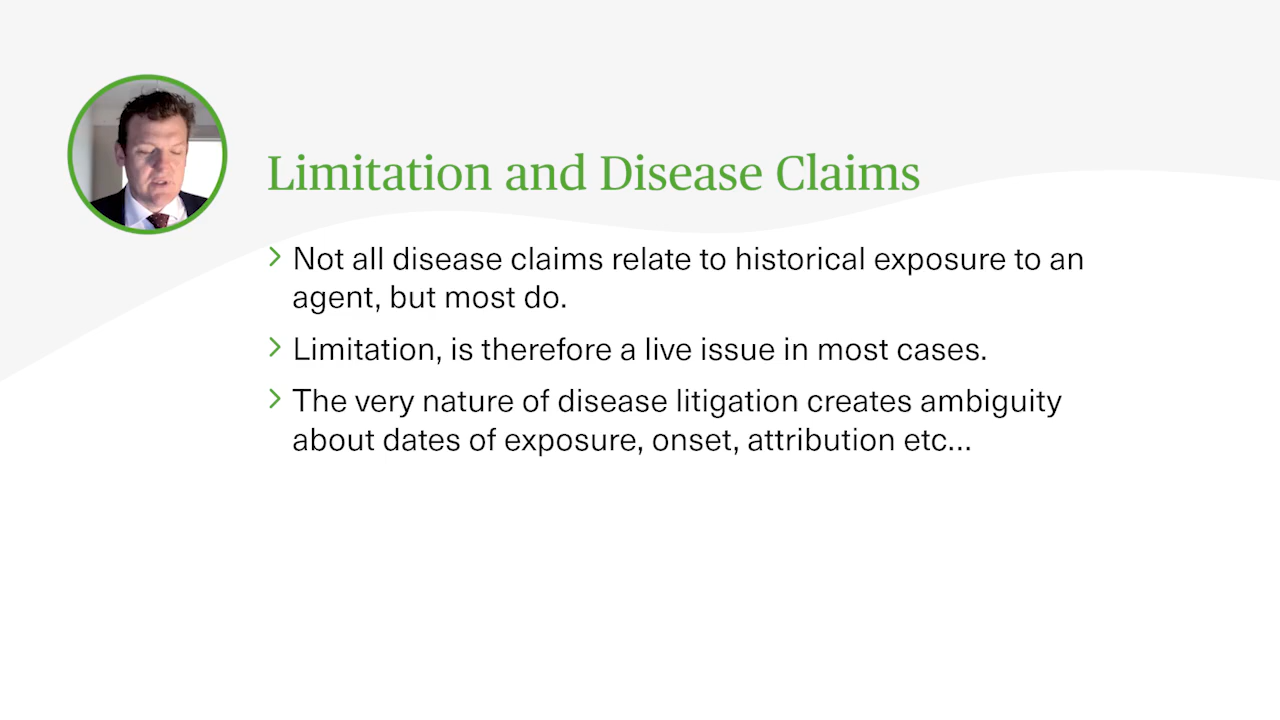 Limitation and Disease Claims
Not all disease claims relate to historical exposure to an
agent, but most do.
Limitation, is therefore a live issue in most cases.
The very nature of disease litigation creates ambiguity
about dates of exposure, onset, attribution etc...